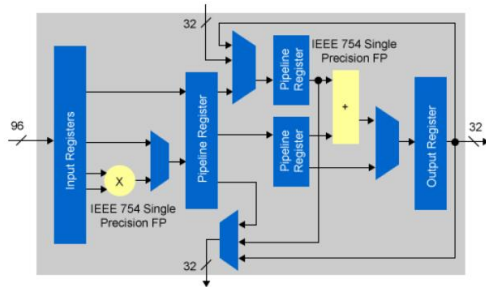 32
IEEE 754 Single
Precision FP
96
Input Registers
X
IEEE 754 Single
Precision FP
Pipeline Register
Pipeline
Register
Pipeline
Register
+
Output Register
32
32